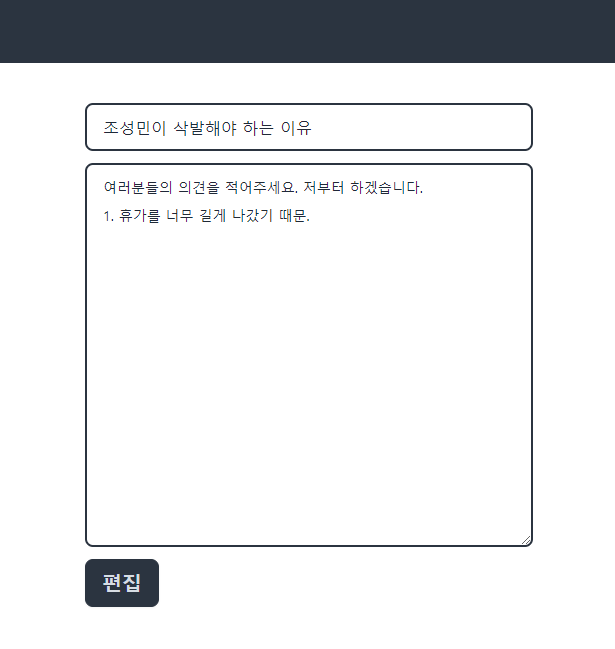 조성민이 삭발해야 하는 이유
여러분들의 의견을 적어주세요. 저부터 하겠습니다.
1. 휴가를 너무 길게 나갔기 때문.
편집